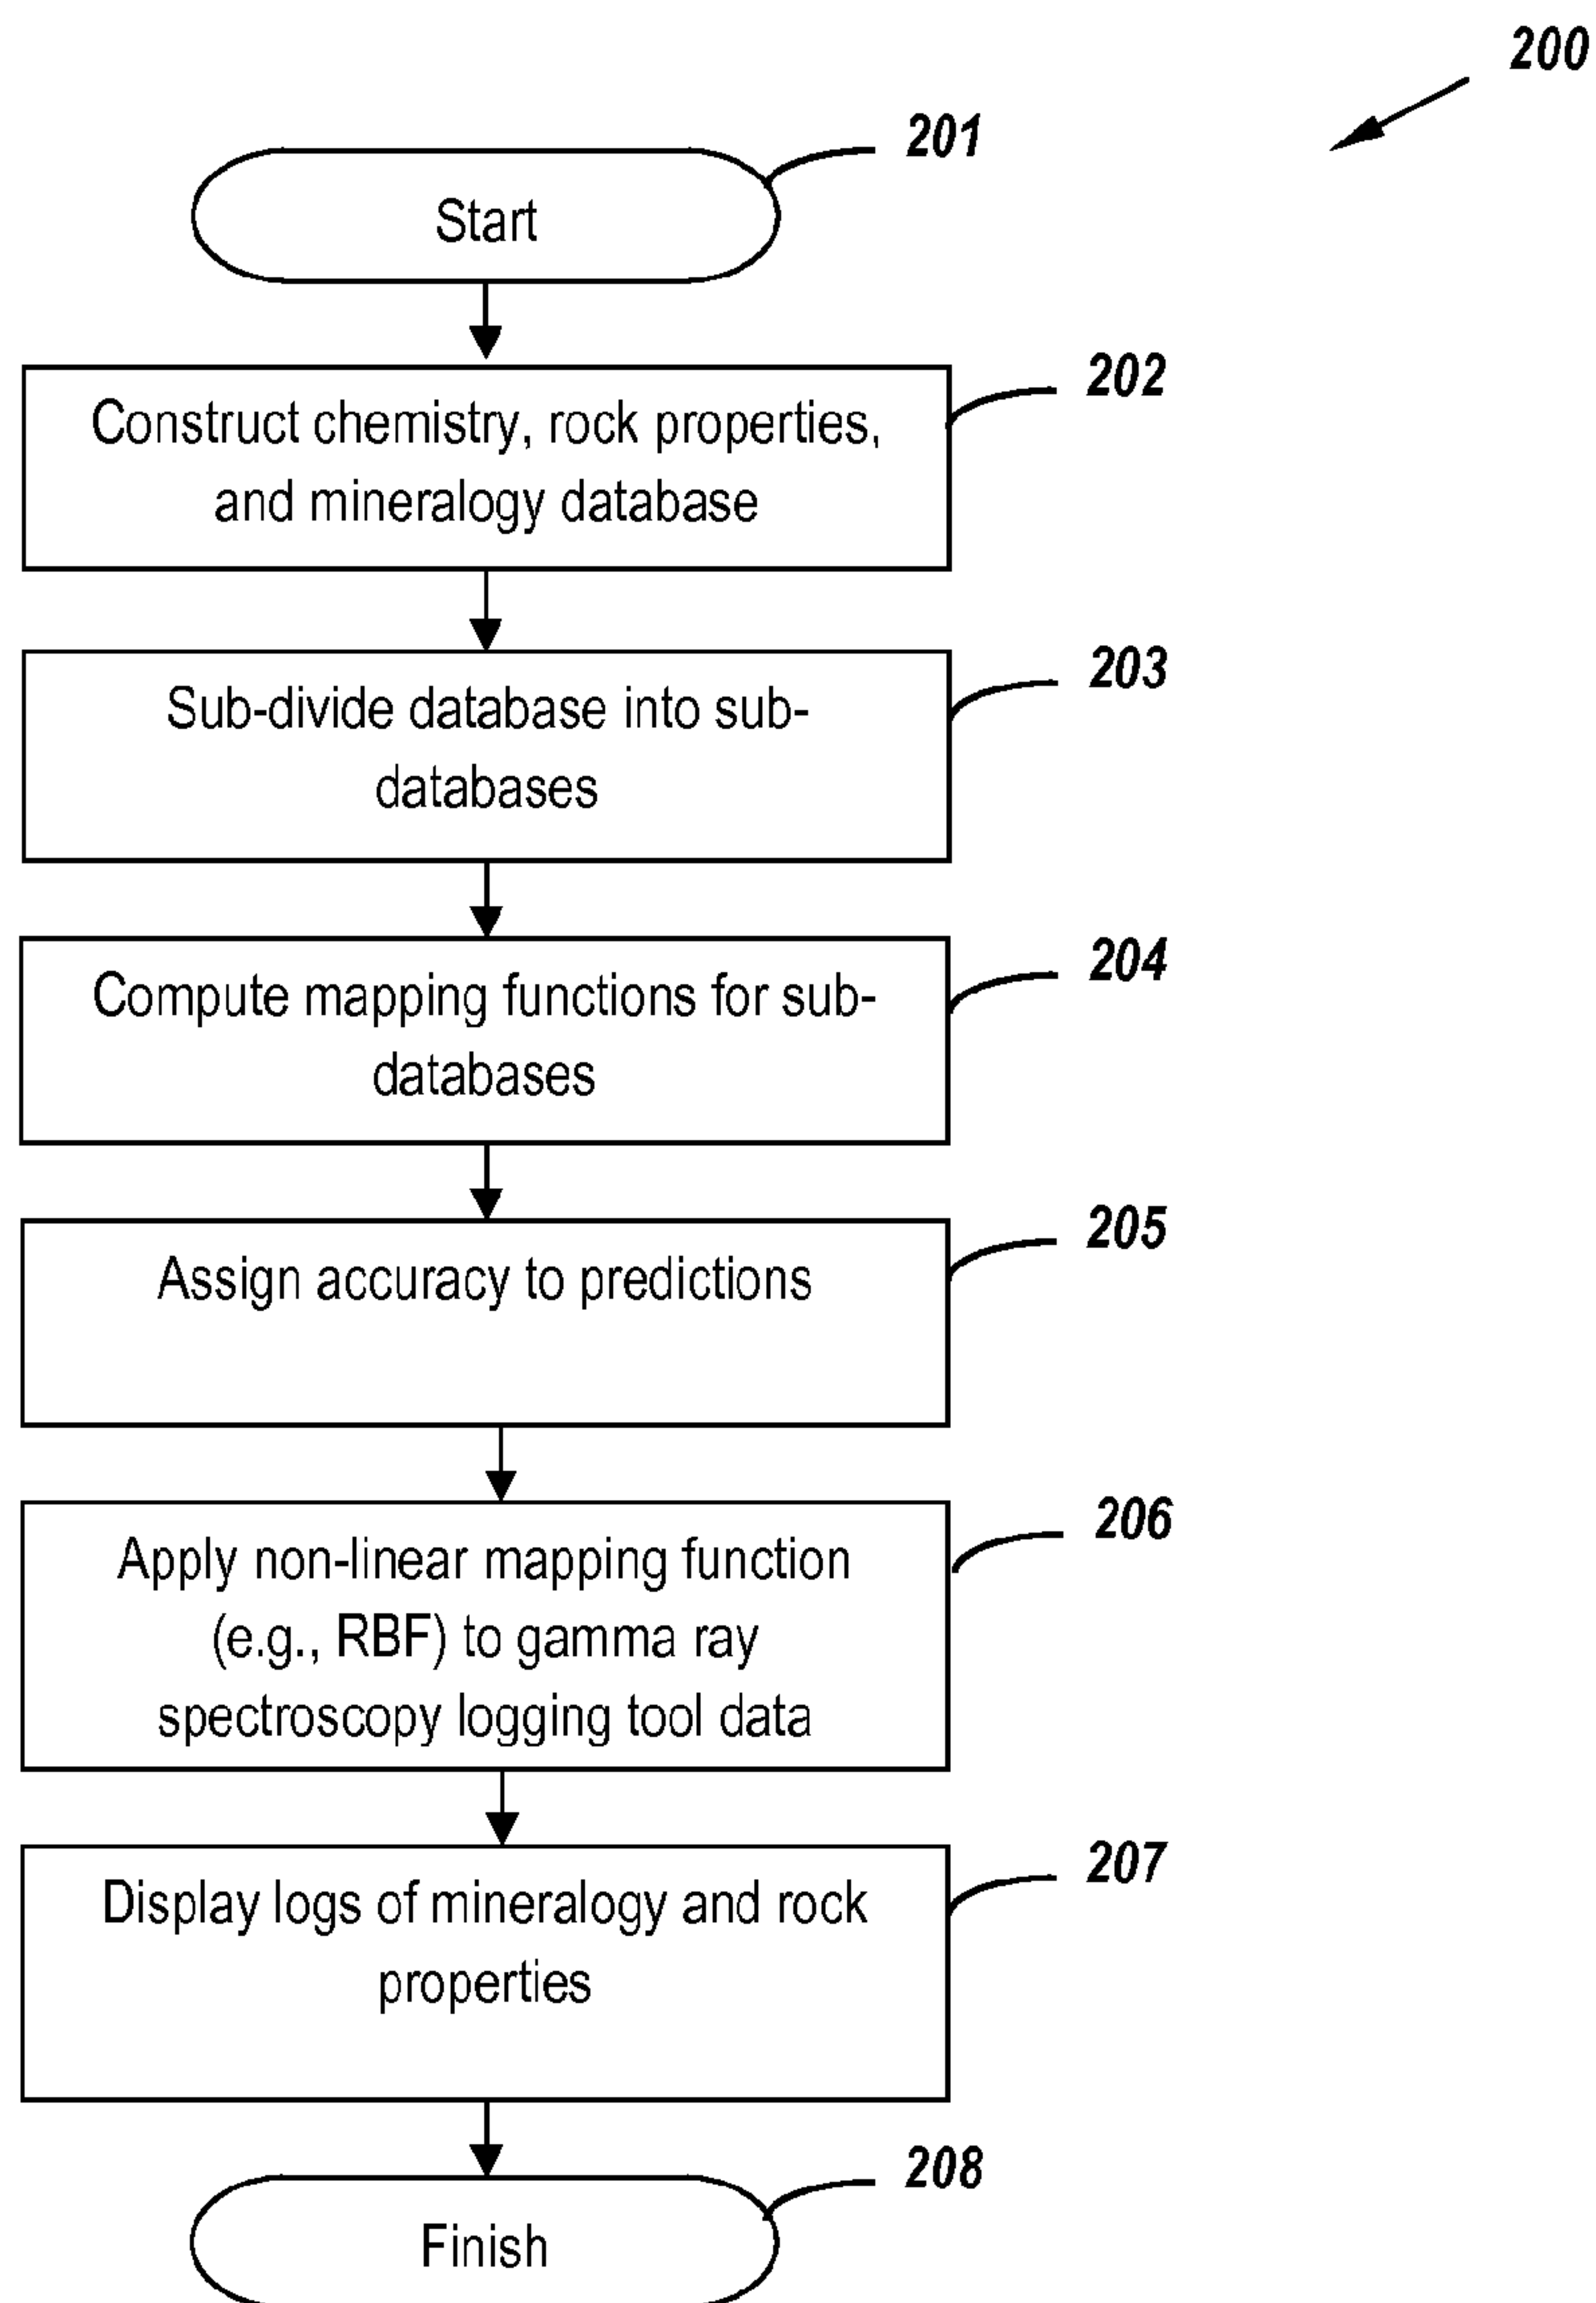 200
201
Start
202
Construct chemistry, rock properties,
and mineralogy database
203
Sub-divide database into sub-
databases
204
Compute mapping functions for sub-
databases
205
Assign accuracy to predictions
206
Apply non-linear mapping function
(e.g., RBF) to gamma ray
spectroscopy logging tool data
207
Display logs of mineralogy and rock
properties
208
Finish